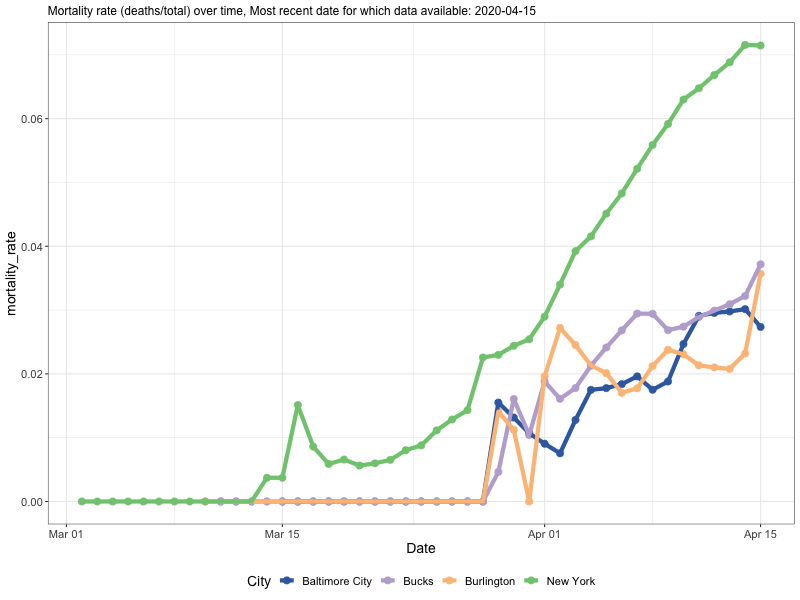 Mortality rate (deaths/total) over time, Most recent date for which data available: 2020-04-15
mortality_rate
0.06
0.04
0.02
0.00
Mar 01 Mar 15 Apr 01 Apr 15
Date
City Baltimore City Bucks Burlington New York